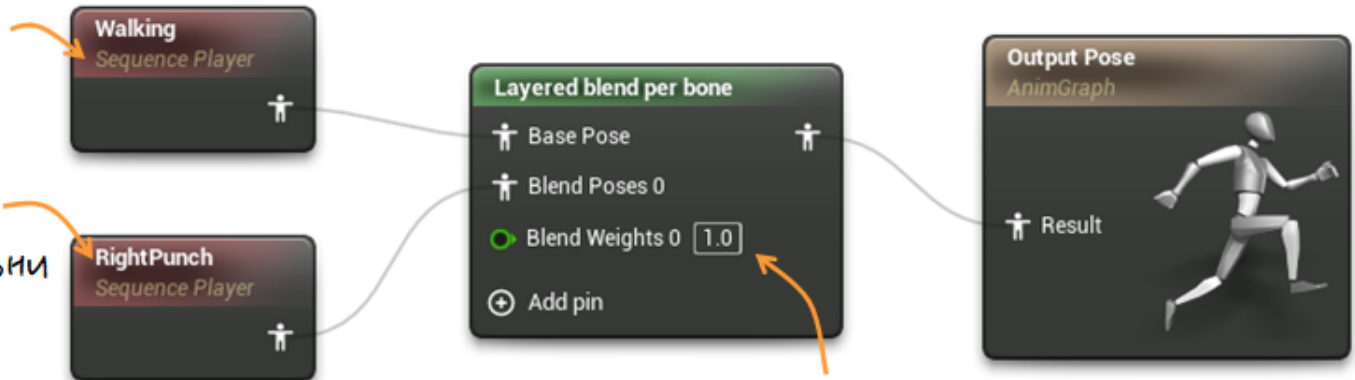 Walking
Sequence Player
Layered blend per bone
Base Pose
Blend Poses 0
Blend Weights 0 1.0
Add pin
RightPunch
Sequence Player
Output Pose
AnimGraph
Result